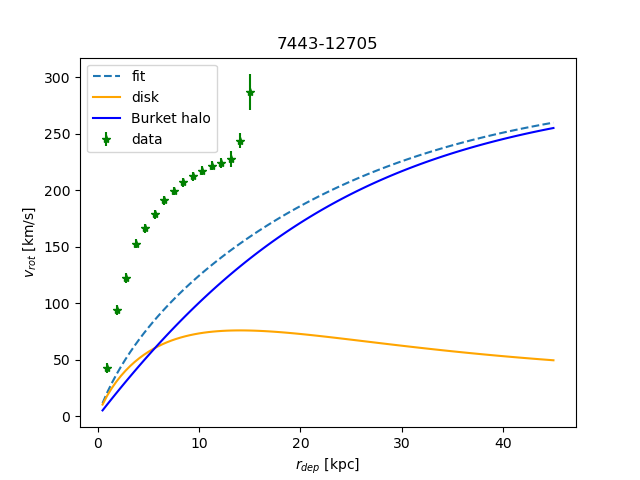 7443-12705
fit
disk
Burket halo
data
300
250
200
150
100
50
0
v_rot [km/s]
0 10 20 30 40
r_dep [kpc]